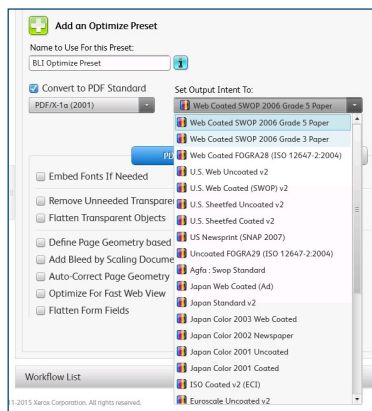 Add an Optimize Preset
Name to Use For this Preset:
BLI Optimize Preset
Convert to PDF Standard
Set Output Intent To:
PDF/X-1a (2001)
Web Coated SWOP 2006 Grade 5 Paper
Web Coated SWOP 2006 Grade 5 Paper
Web Coated SWOP 2006 Grade 3 Paper
Web Coated FOGRA28 (ISO 12647-2:2004)
PD
Embed Fonts If Needed
U.S. Web Uncoated v2
U.S. Web Coated (SWOP) v2
Remove Unneeded Transparen
U.S. Sheetfed Uncoated v2
Flatten Transparent Objects
U.S. Sheetfed Coated v2
US Newsprint (SNAP 2007)
Define Page Geometry based
Uncoated FOGRA29 (ISO 12647-2:2004)
Add Bleed by Scaling Docume
Agfa : Swop Standard
Auto-Correct Page Geometry
Japan Web Coated (Ad)
Optimize For Fast Web View
Japan Standard v2
Flatten Form Fields
Japan Color 2003 Web Coated
Japan Color 2002 Newspaper
Japan Color 2001 Uncoated
Japan Color 2001 Coated
Workflow List
ISO Coated v2 (ECI)
Euroscale Uncoated v2
11-2015 Xerox Corporation. All rights reserved.